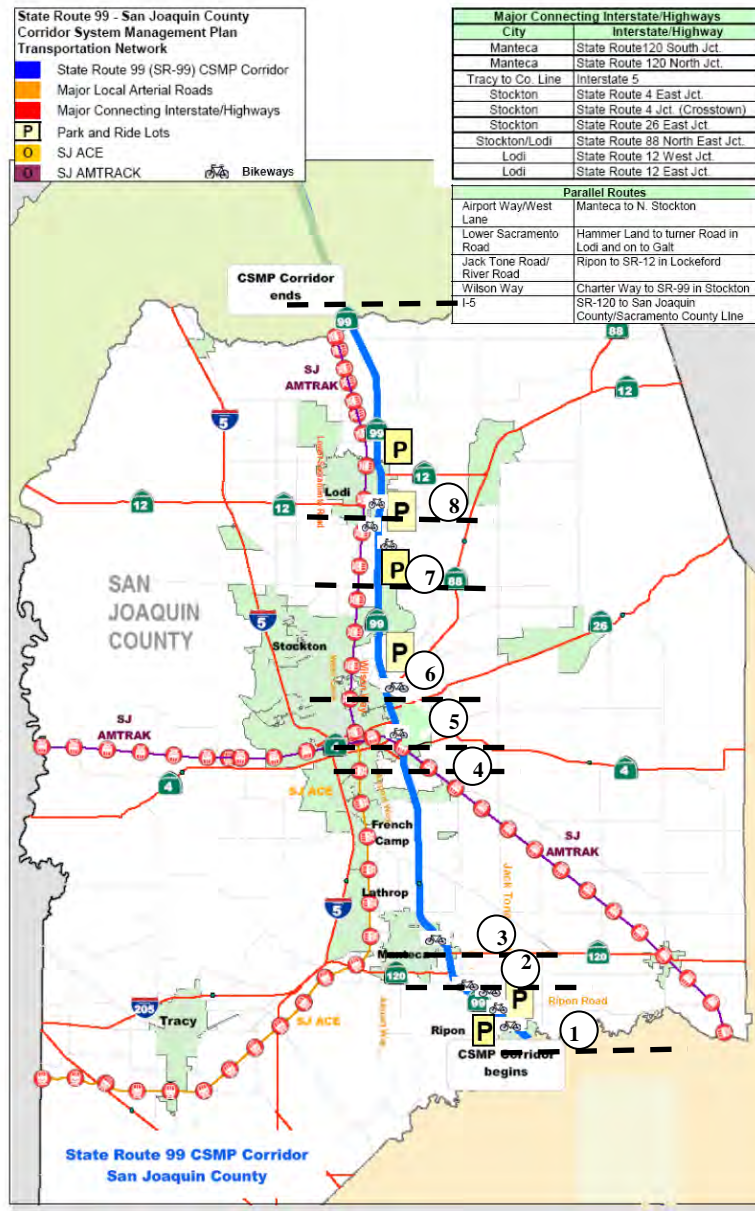 State Route 99 - San Joaquin County
Corridor System Management Plan
Transportation Network
State Route 99 (SR-99) CSMP Corridor
Major Local Arterial Roads
Major Connecting Interstate/Highways
P Park and Ride Lots
O SJ ACE
O SJ AMTRACK Bikeways
Major Connecting Interstate/Highways
City Interstate/Highway
Manteca State Route120 South Jct.
Manteca State Route 120 North Jct.
Tracy to Co. Line Interstate 5
Stockton State Route 4 East Jct.
Stockton State Route 4 Jct. (Crosstown)
Stockton State Route 26 East Jct.
Stockton/Lodi State Route 88 North East Jct.
Lodi State Route 12 West Jct.
Lodi State Route 12 East Jct.
Parallel Routes
Airport Way/West Manteca to N. Stockton
Lane
Lower Sacramento Hammer Land to turner Road in
Road Lodi and on to Galt
Jack Tone Road/ Ripon to SR-12 in Lockeford
River Road
Wilson Way Charter Way to SR-99 in Stockton
I-5 SR-120 to San Joaquin
County/Sacramento County LIne
CSMP Corridor
ends
99
88
SJ
AMTRAK
12
5
99
P
12
Lodi
12
12
P
8
P
7
88
SAN
JOAQUIN
COUNTY
5
99
26
Stockton
P
6
5
SJ
AMTRAK
4
4
4
SJ ACE
French
Camp
SJ
AMTRAK
Lathrop
5
3
Manteca
120
120
2
99
P
Ripon Road
205
Tracy
SJ ACE
Ripon
P
1
CSMP Corridor
begins
State Route 99 CSMP Corridor
San Joaquin County